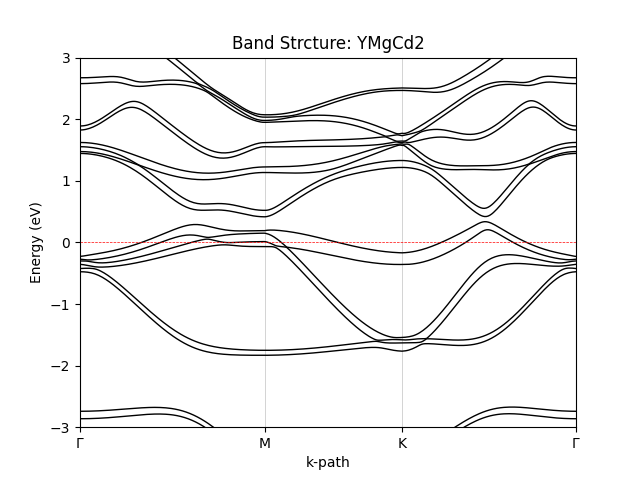 Band Strcture: YMgCd2
Energy (eV)
3
2
1
0
−1
−2
−3
Γ M K Γ
k-path